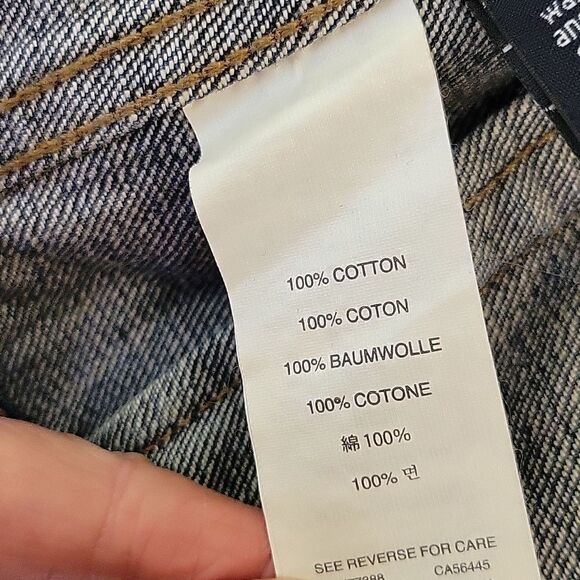 100% COTTON
100% COTON
100% BAUMWOLLE
100% COTONE
綿 100%
100% 면
SEE REVERSE FOR CARE
CA56445